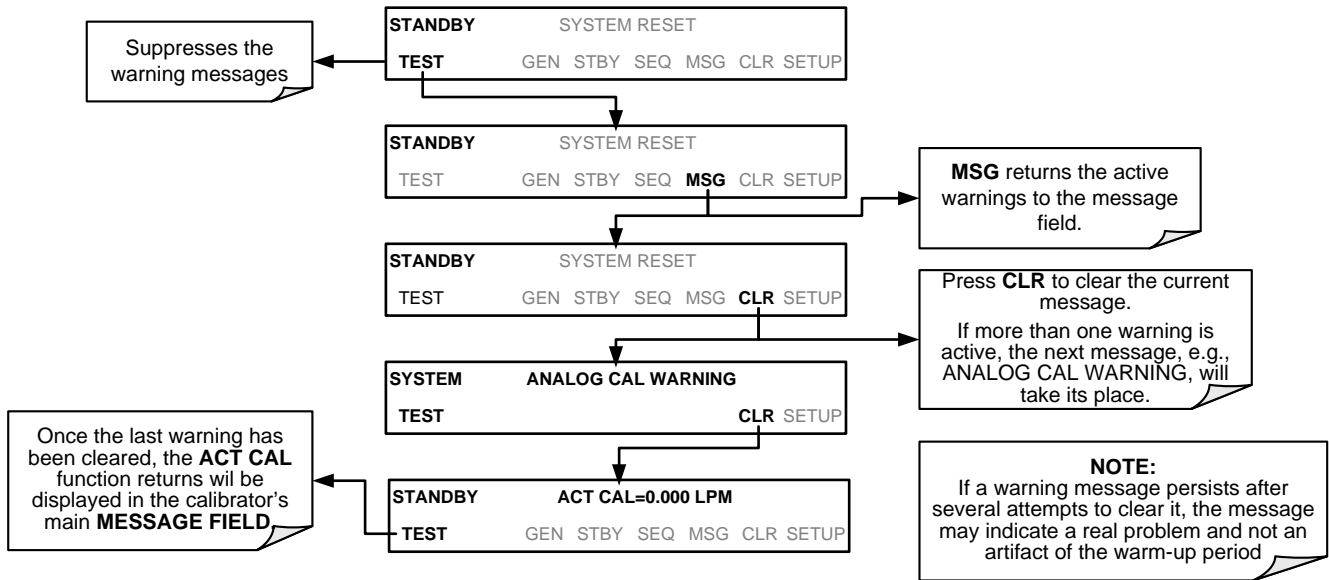 Suppresses the
warning messages
STANDBY SYSTEM RESET
TEST GEN STBY SEQ MSG CLR SETUP
STANDBY SYSTEM RESET
TEST GEN STBY SEQ MSG CLR SETUP
MSG returns the active
warnings to the message
field.
STANDBY SYSTEM RESET
TEST GEN STBY SEQ MSG CLR SETUP
Press CLR to clear the current
message.
If more than one warning is
active, the next message, e.g.,
ANALOG CAL WARNING, will
take its place.
SYSTEM ANALOG CAL WARNING
TEST CLR SETUP
Once the last warning has
been cleared, the ACT CAL
function returns wil be
displayed in the calibrator's
main MESSAGE FIELD.
STANDBY ACT CAL=0.000 LPM
TEST GEN STBY SEQ MSG CLR SETUP
NOTE:
If a warning message persists after
several attempts to clear it, the message
may indicate a real problem and not an
artifact of the warm-up period